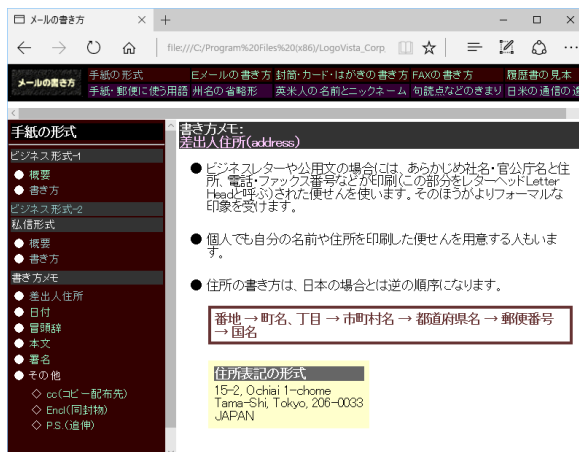 メールの書き方
file:///C:/Program%20Files%20(x86)/LogoVista_Corp
メールの書き方
手紙の形式 Eメールの書き方 封筒・カード・はがきの書き方 FAXの書き方 履歴書の見本
手紙・郵便に使う用語 州名の省略形 英米人の名前とニックネーム 句読点などのきまり 日米の通信の
手紙の形式
ビジネス形式-1
● 概要
● 書き方
ビジネス形式-2
私信形式
● 概要
● 書き方
書き方メモ
● 差出人住所
● 日付
● 冒頭辞
● 本文
● 署名
● その他
◇ cc(コピー配布先)
◇ Encl(同封物)
◇ P.S.(追伸)
書き方メモ:
差出人住所(address)
● ビジネスレターや公用文の場合には、あらかじめ社名・官公庁名と住
所、電話・ファックス番号などが印刷(この部分をレターヘッドLetter
Headと呼ぶ)された便せんを使います。そのほうがよりフォーマルな
印象を受けます。
● 個人でも自分の名前や住所を印刷した便せんを用意する人もいま
す。
● 住所の書き方は、日本の場合とは逆の順序になります。
番地 → 町名、丁目 → 市町村名 → 都道府県名 → 郵便番号
→ 国名
住所表記の形式
15-2, Ochiai 1-chome
Tama-Shi, Tokyo, 206-0033
JAPAN